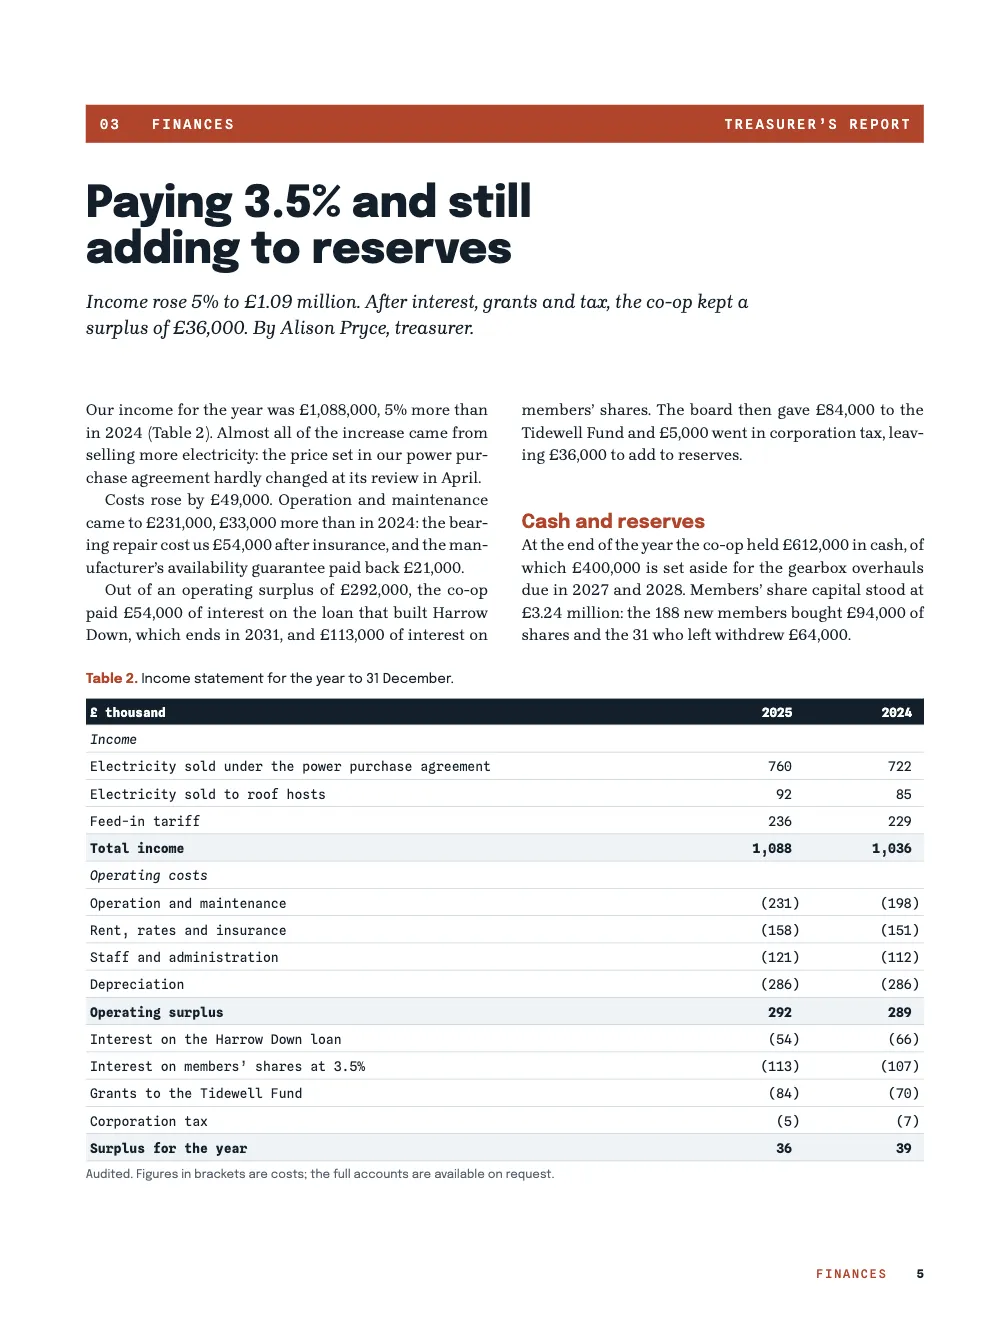 03 FINANCES TREASURER’S REPORT
Paying 3.5% and still
adding to reserves
Income rose 5% to £1.09 million. After interest, grants and tax, the co-op kept a
surplus of £36,000. By Alison Pryce, treasurer.
Our income for the year was £1,088,000, 5% more than
in 2024 (Table 2). Almost all of the increase came from
selling more electricity: the price set in our power pur-
chase agreement hardly changed at its review in April.
Costs rose by £49,000. Operation and maintenance
came to £231,000, £33,000 more than in 2024: the bear-
ing repair cost us £54,000 after insurance, and the man-
ufacturer’s availability guarantee paid back £21,000.
Out of an operating surplus of £292,000, the co-op
paid £54,000 of interest on the loan that built Harrow
Down, which ends in 2031, and £113,000 of interest on
members’ shares. The board then gave £84,000 to the
Tidewell Fund and £5,000 went in corporation tax, leav-
ing £36,000 to add to reserves.
Cash and reserves
At the end of the year the co-op held £612,000 in cash, of
which £400,000 is set aside for the gearbox overhauls
due in 2027 and 2028. Members’ share capital stood at
£3.24 million: the 188 new members bought £94,000 of
shares and the 31 who left withdrew £64,000.
Table 2. Income statement for the year to 31 December.
£ thousand 2025 2024
Income
Electricity sold under the power purchase agreement 760 722
Electricity sold to roof hosts 92 85
Feed-in tariff 236 229
Total income 1,088 1,036
Operating costs
Operation and maintenance (231) (198)
Rent, rates and insurance (158) (151)
Staff and administration (121) (112)
Depreciation (286) (286)
Operating surplus 292 289
Interest on the Harrow Down loan (54) (66)
Interest on members’ shares at 3.5% (113) (107)
Grants to the Tidewell Fund (84) (70)
Corporation tax (5) (7)
Surplus for the year 36 39
Audited. Figures in brackets are costs; the full accounts are available on request.
FINANCES 5